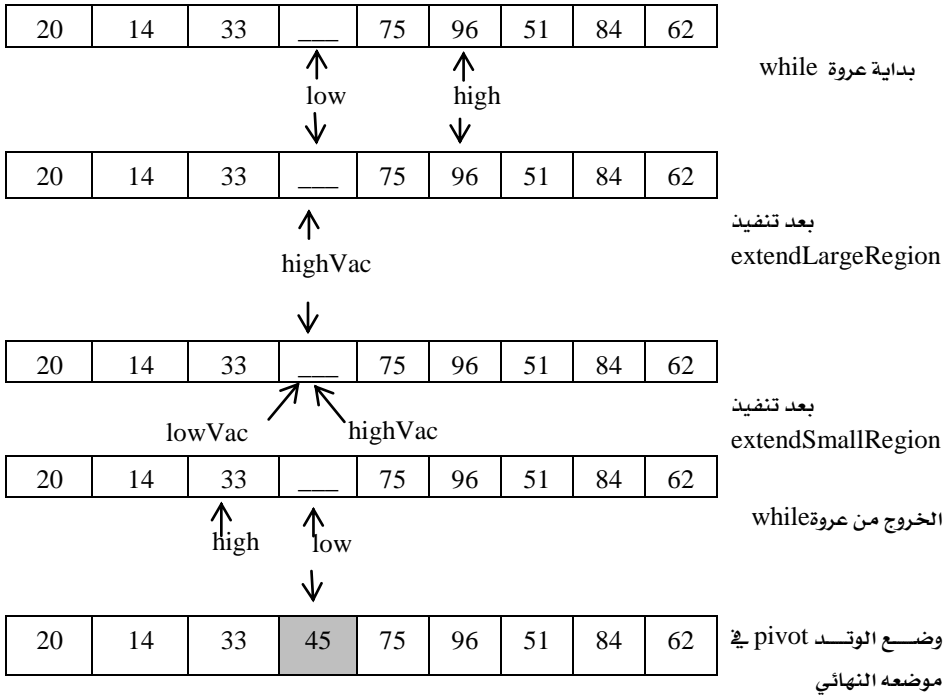 20 14 33 ___ 75 96 51 84 62
بداية عروة while
low high
20 14 33 ___ 75 96 51 84 62
بعد تنفيذ
extendLargeRegion
highVac
20 14 33 ___ 75 96 51 84 62
بعد تنفيذ
extendSmallRegion
lowVac highVac
20 14 33 ___ 75 96 51 84 62
الخروج من عروةwhile
high low
20 14 33 45 75 96 51 84 62
وضــــع الوتــــد pivot في
موضعه النهائي